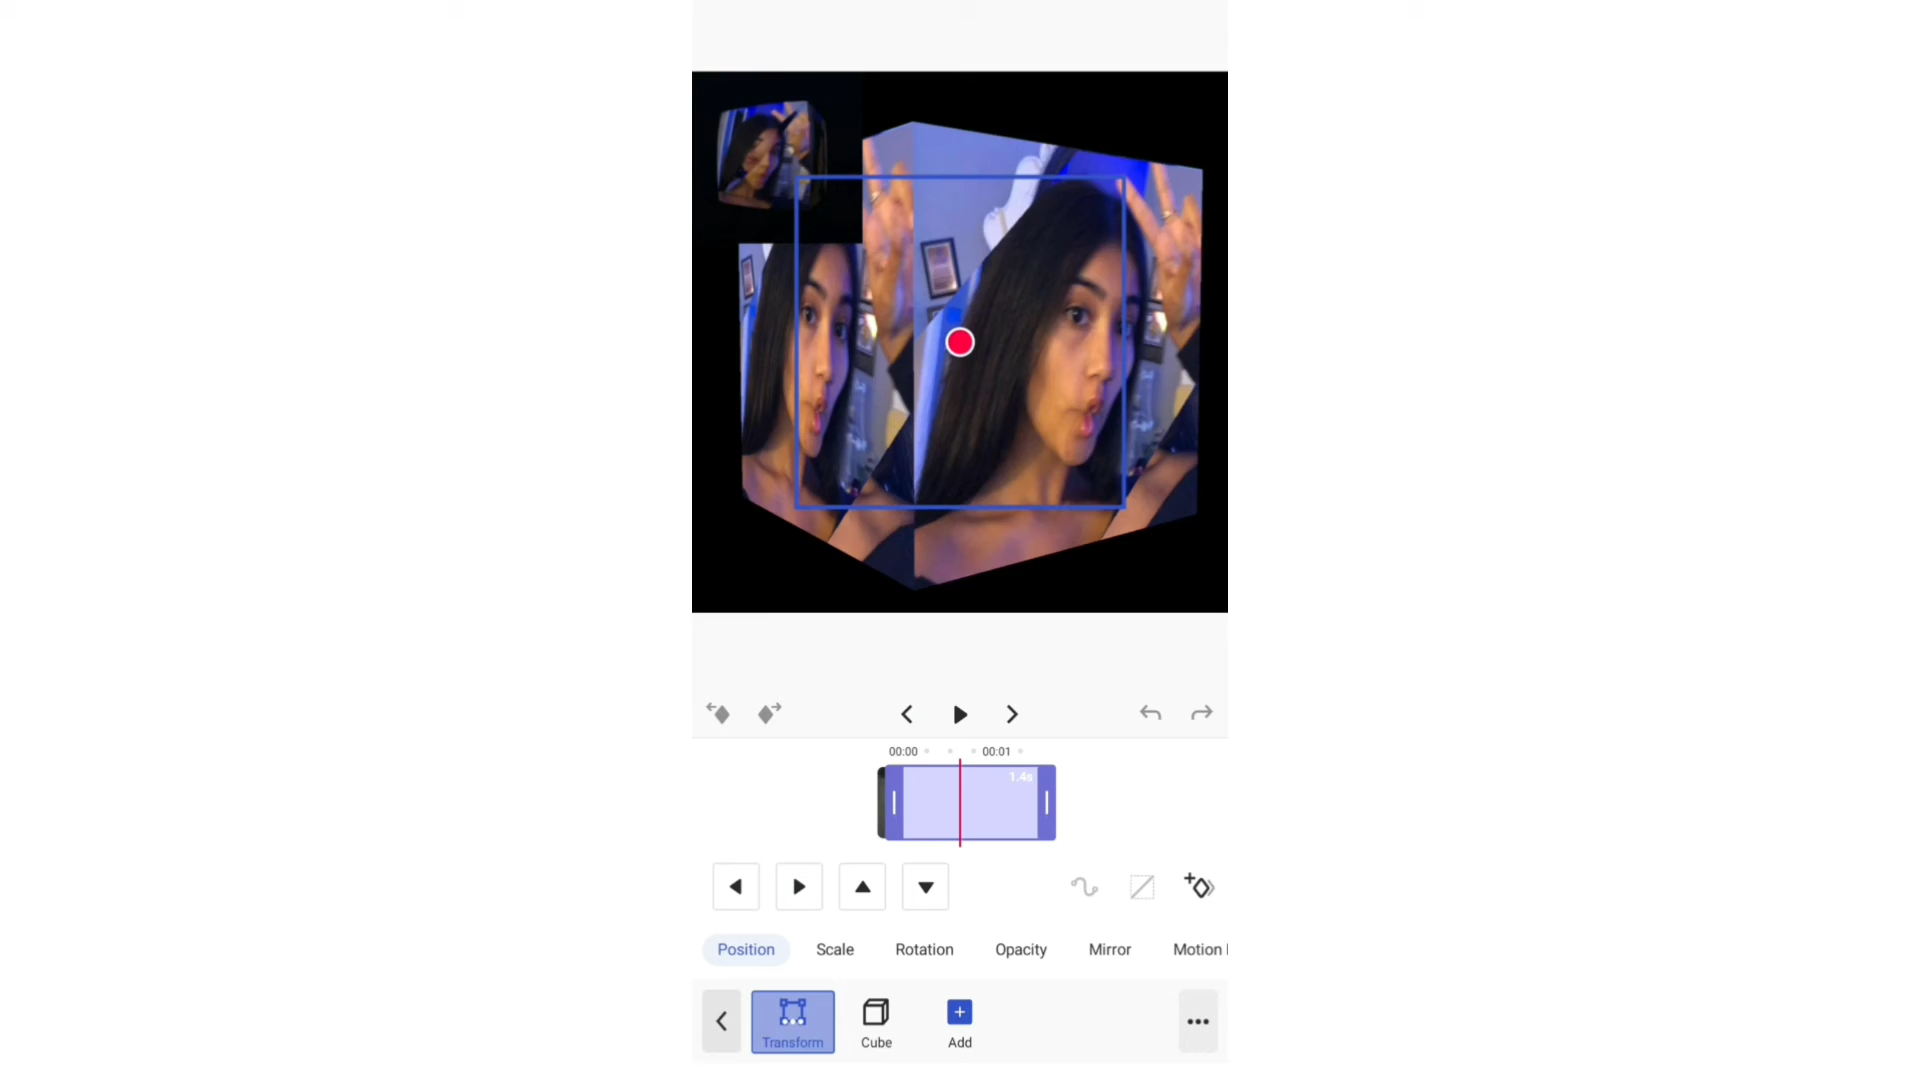 00:00
00:01
1.4s
Position
Scale
Rotation
Opacity
Mirror
Motion
Transform
Cube
Add